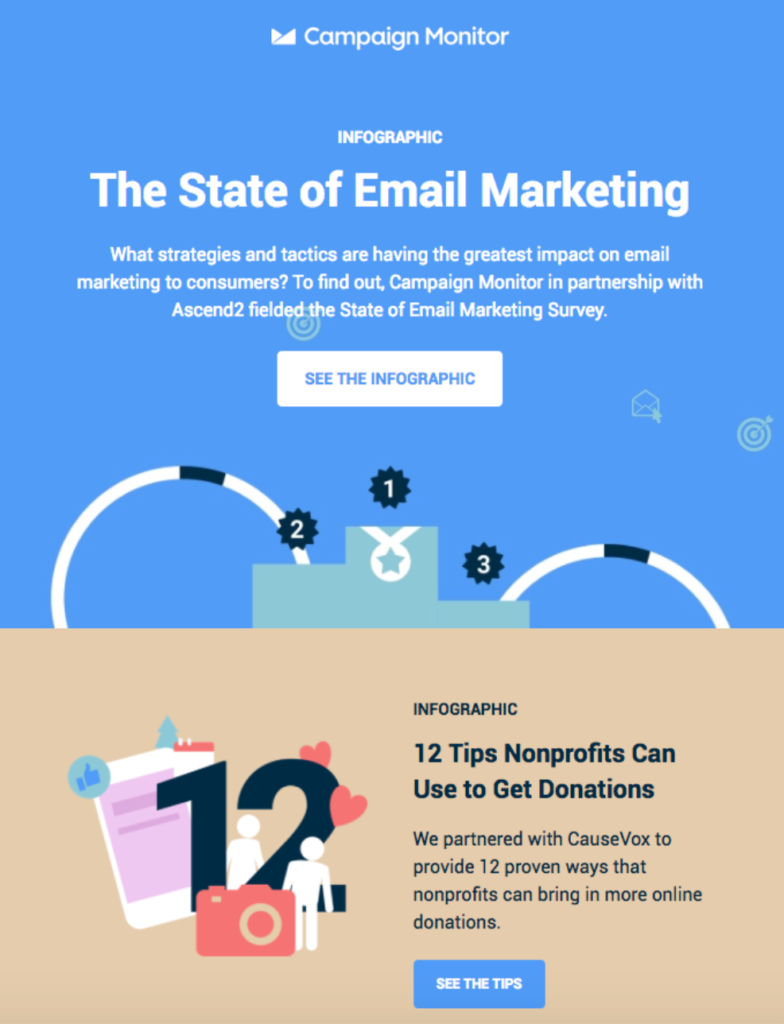 Campaign Monitor
INFOGRAPHIC
The State of Email Marketing
What strategies and tactics are having the greatest impact on email
marketing to consumers? To find out, Campaign Monitor in partnership with
Ascend2 fielded the State of Email Marketing Survey.
SEE THE INFOGRAPHIC
1
2
3
12
INFOGRAPHIC
12 Tips Nonprofits Can
Use to Get Donations
We partnered with CauseVox to
provide 12 proven ways that
nonprofits can bring in more online
donations.
SEE THE TIPS